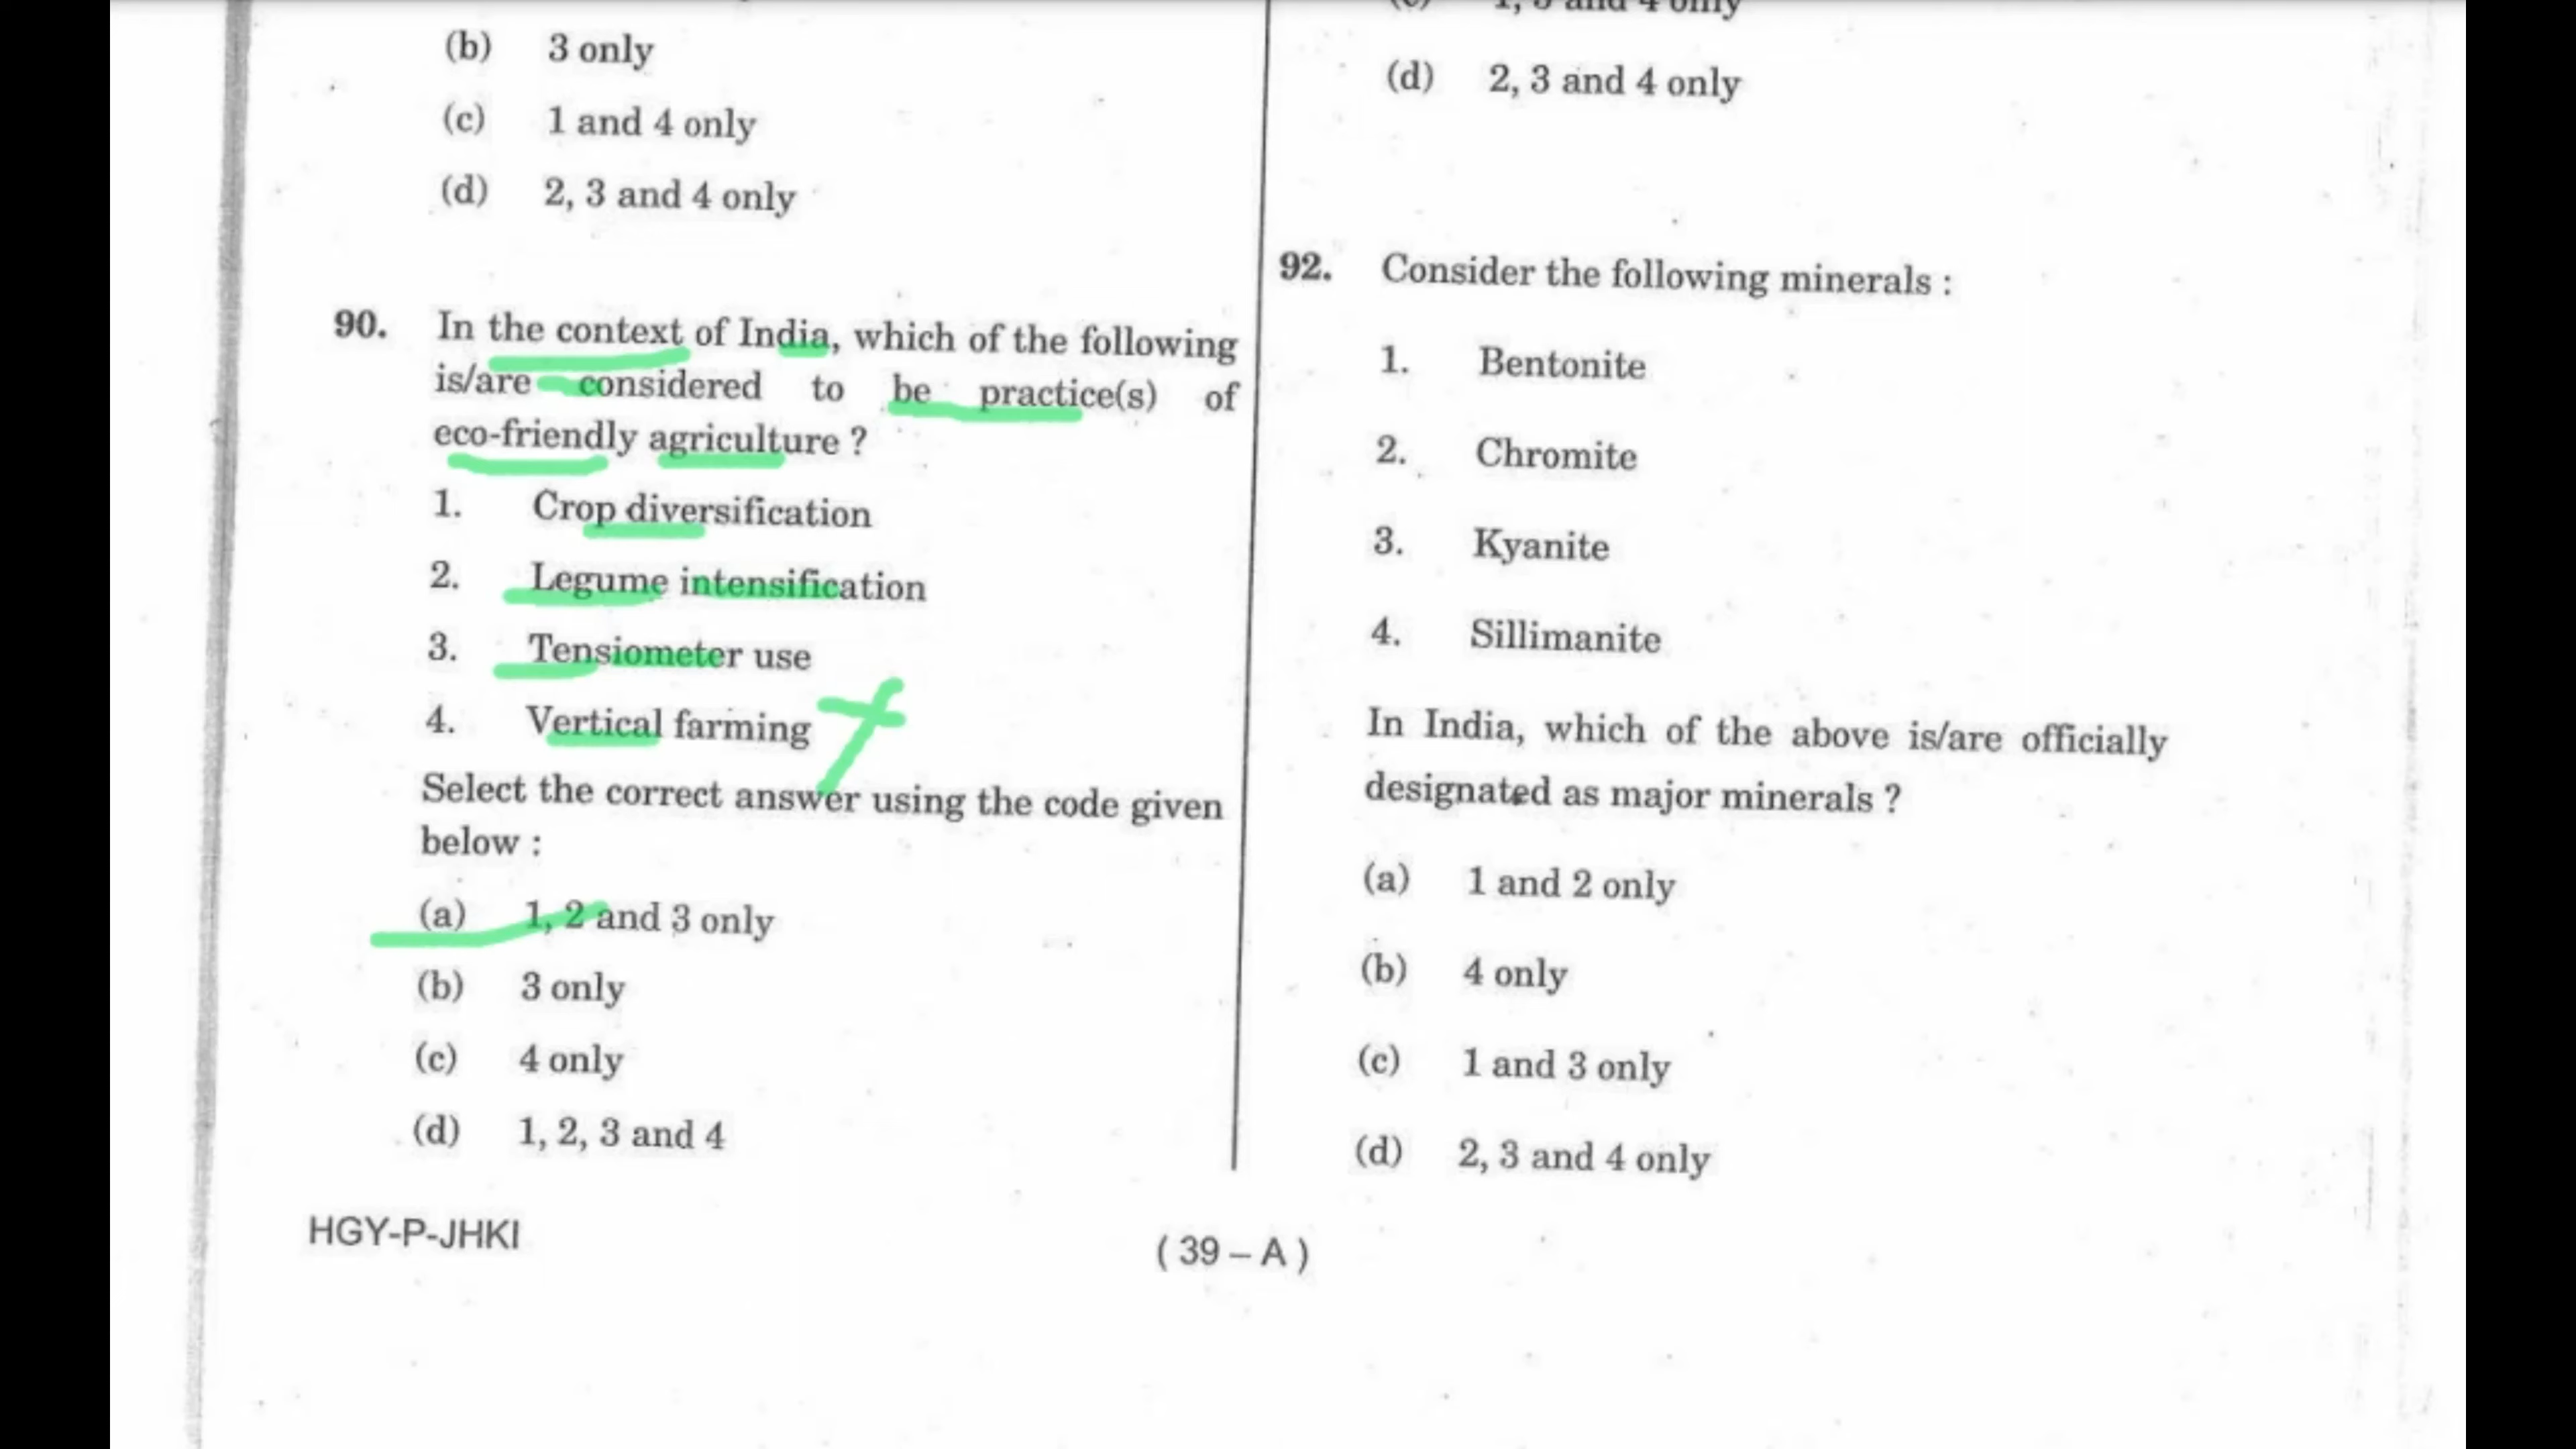 (b) 3 only
(c) 1 and 4 only
(d) 2, 3 and 4 only
90. In the context of India, which of the following
is/are considered to be practice(s) of
eco-friendly agriculture ?
1. Crop diversification
2. Legume intensification
3. Tensiometer use
4. Vertical farming
Select the correct answer using the code given
below :
(a) 1, 2 and 3 only
(b) 3 only
(c) 4 only
(d) 1, 2, 3 and 4
(c) 1, 3 and 4 only
(d) 2, 3 and 4 only
92. Consider the following minerals :
1. Bentonite
2. Chromite
3. Kyanite
4. Sillimanite
In India, which of the above is/are officially
designated as major minerals ?
(a) 1 and 2 only
(b) 4 only
(c) 1 and 3 only
(d) 2, 3 and 4 only
HGY-P-JHKI
( 39 – A )